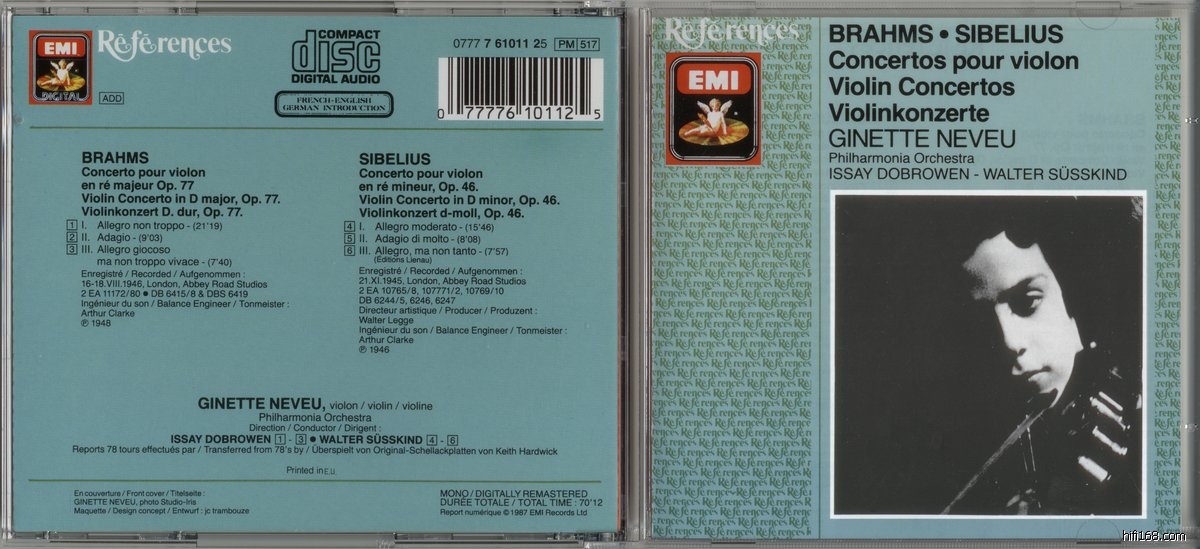 EMI
DIGITAL
Références
ADD
COMPACT
disc
DIGITAL AUDIO
FRENCH-ENGLISH
GERMAN INTRODUCTION
0777 7 61011 25 PM 517
0 77776 10112 5
BRAHMS
Concerto pour violon
en ré majeur Op. 77
Violin Concerto in D major, Op. 77.
Violinkonzert D. dur, Op. 77.
1 I. Allegro non troppo - (21'19)
2 II. Adagio - (9'03)
3 III. Allegro giocoso
ma non troppo vivace - (7'40)
Enregistré / Recorded / Aufgenommen :
16-18.VIII.1946, London, Abbey Road Studios
2 EA 11172/80 ● DB 6415/8 & DBS 6419
Ingénieur du son / Balance Engineer / Tonmeister :
Arthur Clarke
℗ 1948
SIBELIUS
Concerto pour violon
en ré mineur, Op. 46.
Violin Concerto in D minor, Op. 46.
Violinkonzert d-moll, Op. 46.
4 I. Allegro moderato - (15'46)
5 II. Adagio di molto - (8'08)
6 III. Allegro, ma non tanto - (7'57)
(Editions Lienau)
Enregistré / Recorded / Aufgenommen :
21.XI.1945, London, Abbey Road Studios
2 EA 10765/8, 107771/2, 10769/10
DB 6244/5, 6246, 6247
Directeur artistique / Producer / Produzent :
Walter Legge
Ingénieur du son / Balance Engineer / Tonmeister :
Arthur Clarke
℗ 1946
GINETTE NEVEU, violon / violin / violine
Philharmonia Orchestra
Direction / Conductor / Dirigent :
ISSAY DOBROWEN 1 - 3 ● WALTER SÜSSKIND 4 - 6
Reports 78 tours effectués par / Transferred from 78's by / Überspielt von Original-Schellackplatten von Keith Hardwick
Printed in E.U.
En couverture / Front cover / Titelseite :
GINETTE NEVEU, photo Studio-Iris
Maquette / Design concept / Entwurf : jc trambouze
MONO / DIGITALLY REMASTERED
DURÉE TOTALE / TOTAL TIME : 70'12
Report numérique © 1987 EMI Records Ltd
Références
EMI
BRAHMS • SIBELIUS
Concertos pour violon
Violin Concertos
Violinkonzerte
GINETTE NEVEU
Philharmonia Orchestra
ISSAY DOBROWEN - WALTER SÜSSKIND
hifi168.com